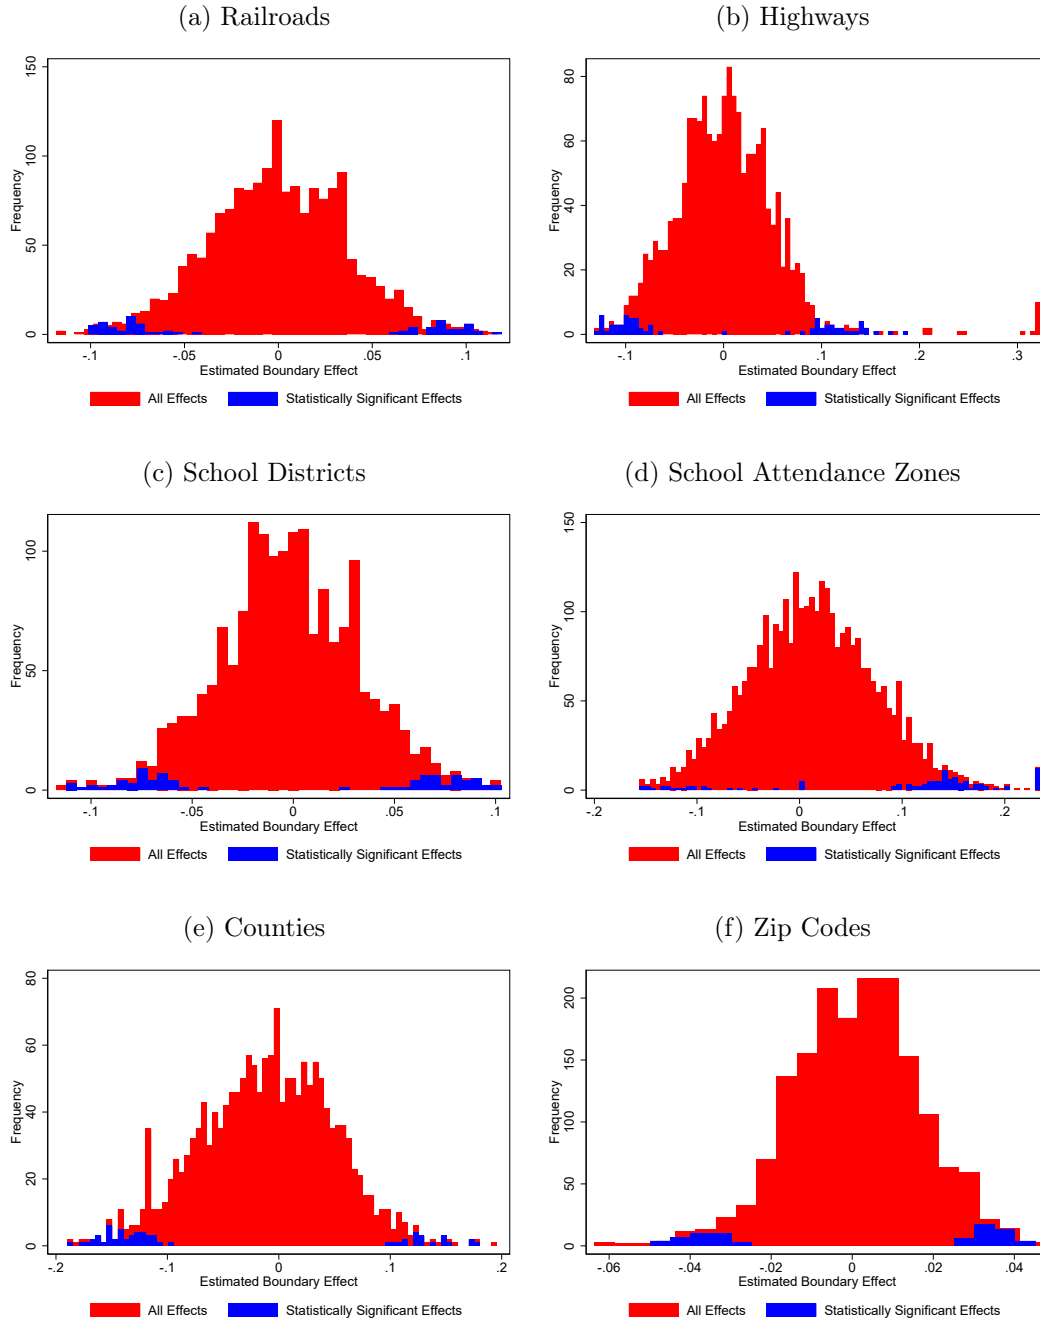 (a) Railroads
150
100
50
0
Frequency
-.1 -.05 0 .05 .1
Estimated Boundary Effect
All Effects Statistically Significant Effects
(b) Highways
80
60
40
20
0
Frequency
-.1 0 .1 .2 .3
Estimated Boundary Effect
All Effects Statistically Significant Effects
(c) School Districts
100
50
0
Frequency
-.1 -.05 0 .05 .1
Estimated Boundary Effect
All Effects Statistically Significant Effects
(d) School Attendance Zones
150
100
50
0
Frequency
-.2 -.1 0 .1 .2
Estimated Boundary Effect
All Effects Statistically Significant Effects
(e) Counties
80
60
40
20
0
Frequency
-.2 -.1 0 .1 .2
Estimated Boundary Effect
All Effects Statistically Significant Effects
(f) Zip Codes
200
150
100
50
0
Frequency
-.06 -.04 -.02 0 .02 .04
Estimated Boundary Effect
All Effects Statistically Significant Effects